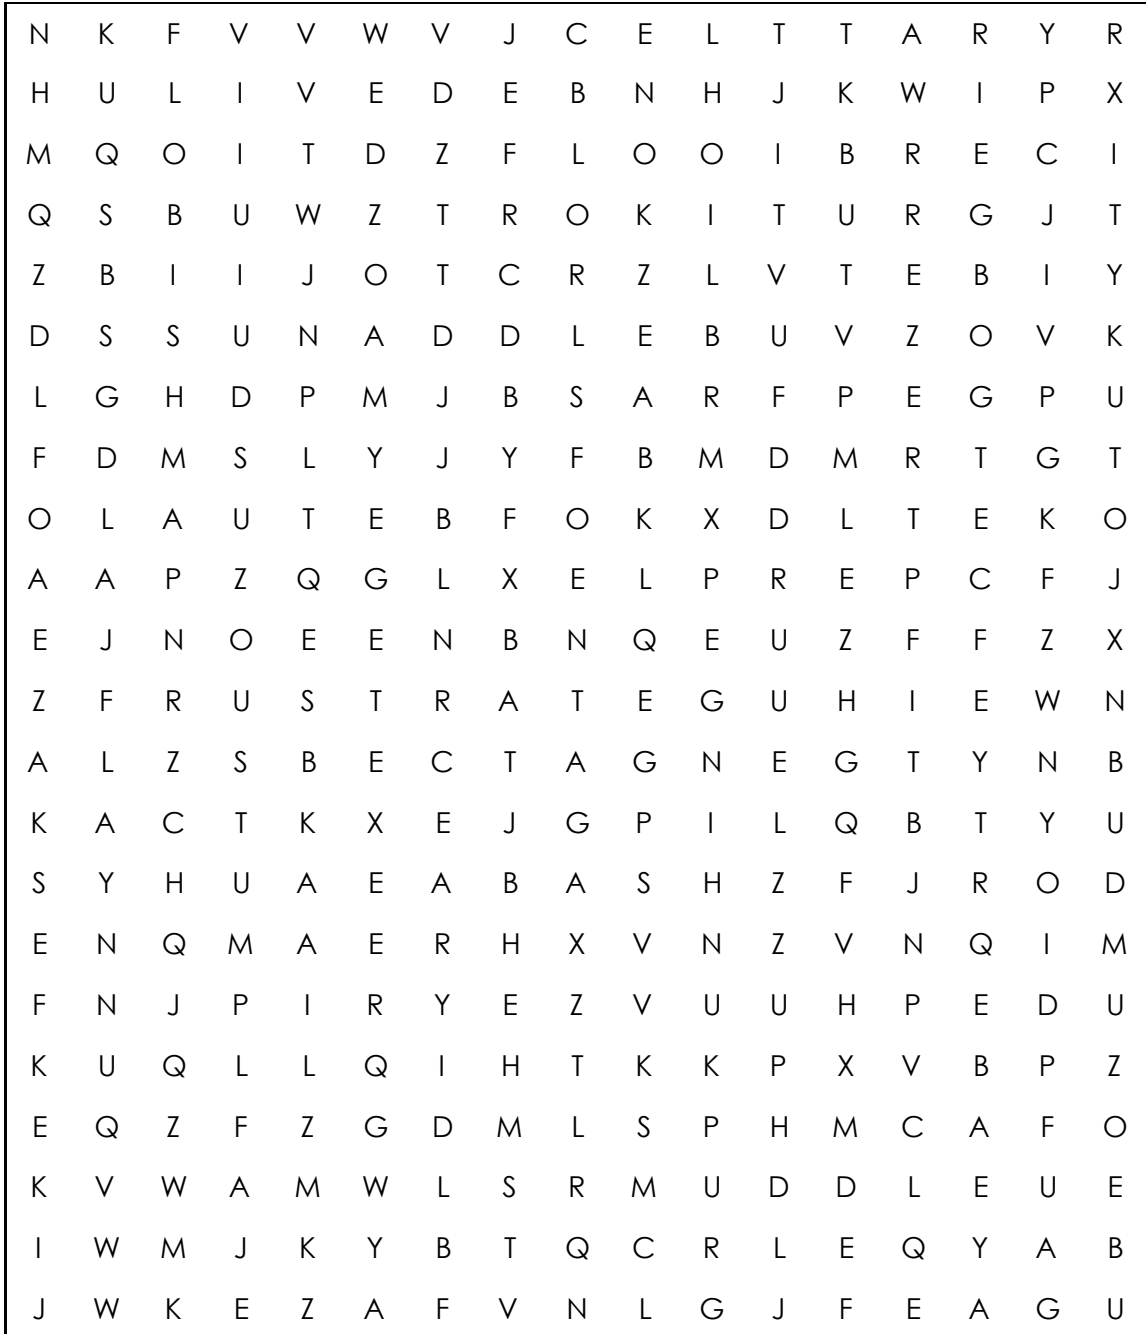 N K F V V W V J C E L T T A R Y R
H U L I V E D E B N H J K W I P X
M Q O I T D Z F L O O I B R E C I
Q S B U W Z T R O K I T U R G J T
Z B I I J O T C R Z L V T E B I Y
D S S U N A D D L E B U V Z O V K
L G H D P M J B S A R F P E G P U
F D M S L Y J Y F B M D M R T G T
O L A U T E B F O K X D L T E K O
A A P Z Q G L X E L P R E P C F J
E J N O E E N B N Q E U Z F F Z X
Z F R U S T R A T E G U H I E W N
A L Z S B E C T A G N E G T Y N B
K A C T K X E J G P I L Q B T Y U
S Y H U A E A B A S H Z F J R O D
E N Q M A E R H X V N Z V N Q I M
F N J P I R Y E Z V U U H P E D U
K U Q L L Q I H T K K P X V B P Z
E Q Z F Z G D M L S P H M C A F O
K V W A M W L S R M U D D L E U E
I W M J K Y B T Q C R L E Q Y A B
J W K E Z A F V N L G J F E A G U